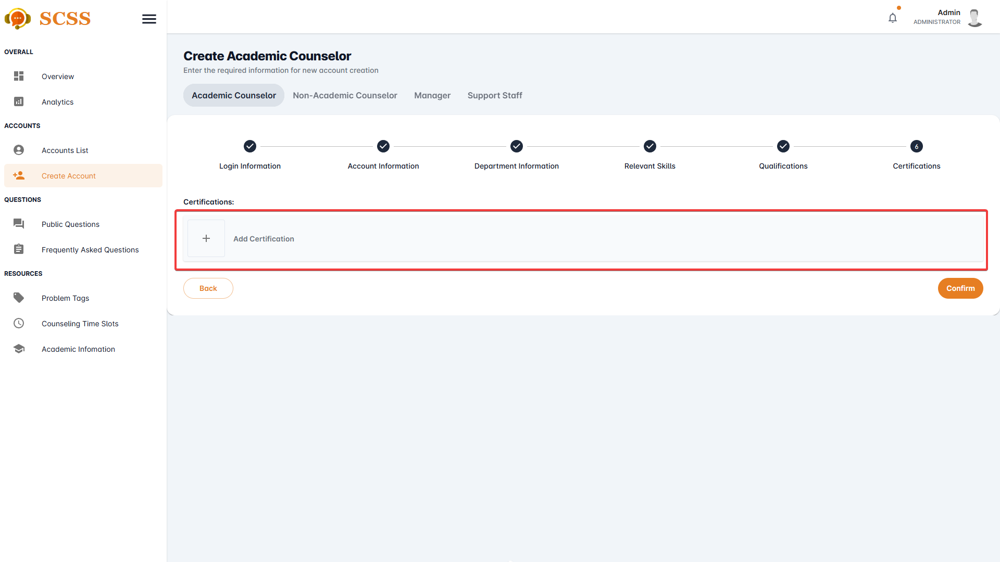 SCSS
OVERALL
Overview
Analytics
ACCOUNTS
Accounts List
Create Account
QUESTIONS
Public Questions
Frequently Asked Questions
RESOURCES
Problem Tags
Counseling Time Slots
Academic Infomation
Admin
ADMINISTRATOR
Create Academic Counselor
Enter the required information for new account creation
Academic Counselor Non-Academic Counselor Manager Support Staff
6
Login Information Account Information Department Information Relevant Skills Qualifications Certifications
Certifications:
+ Add Certification
Back Confirm